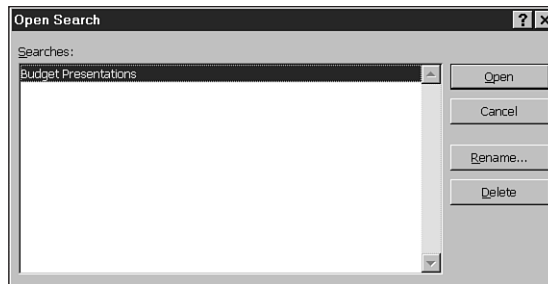 Open Search
Searches:
Budget Presentations
Open
Cancel
Rename...
Delete